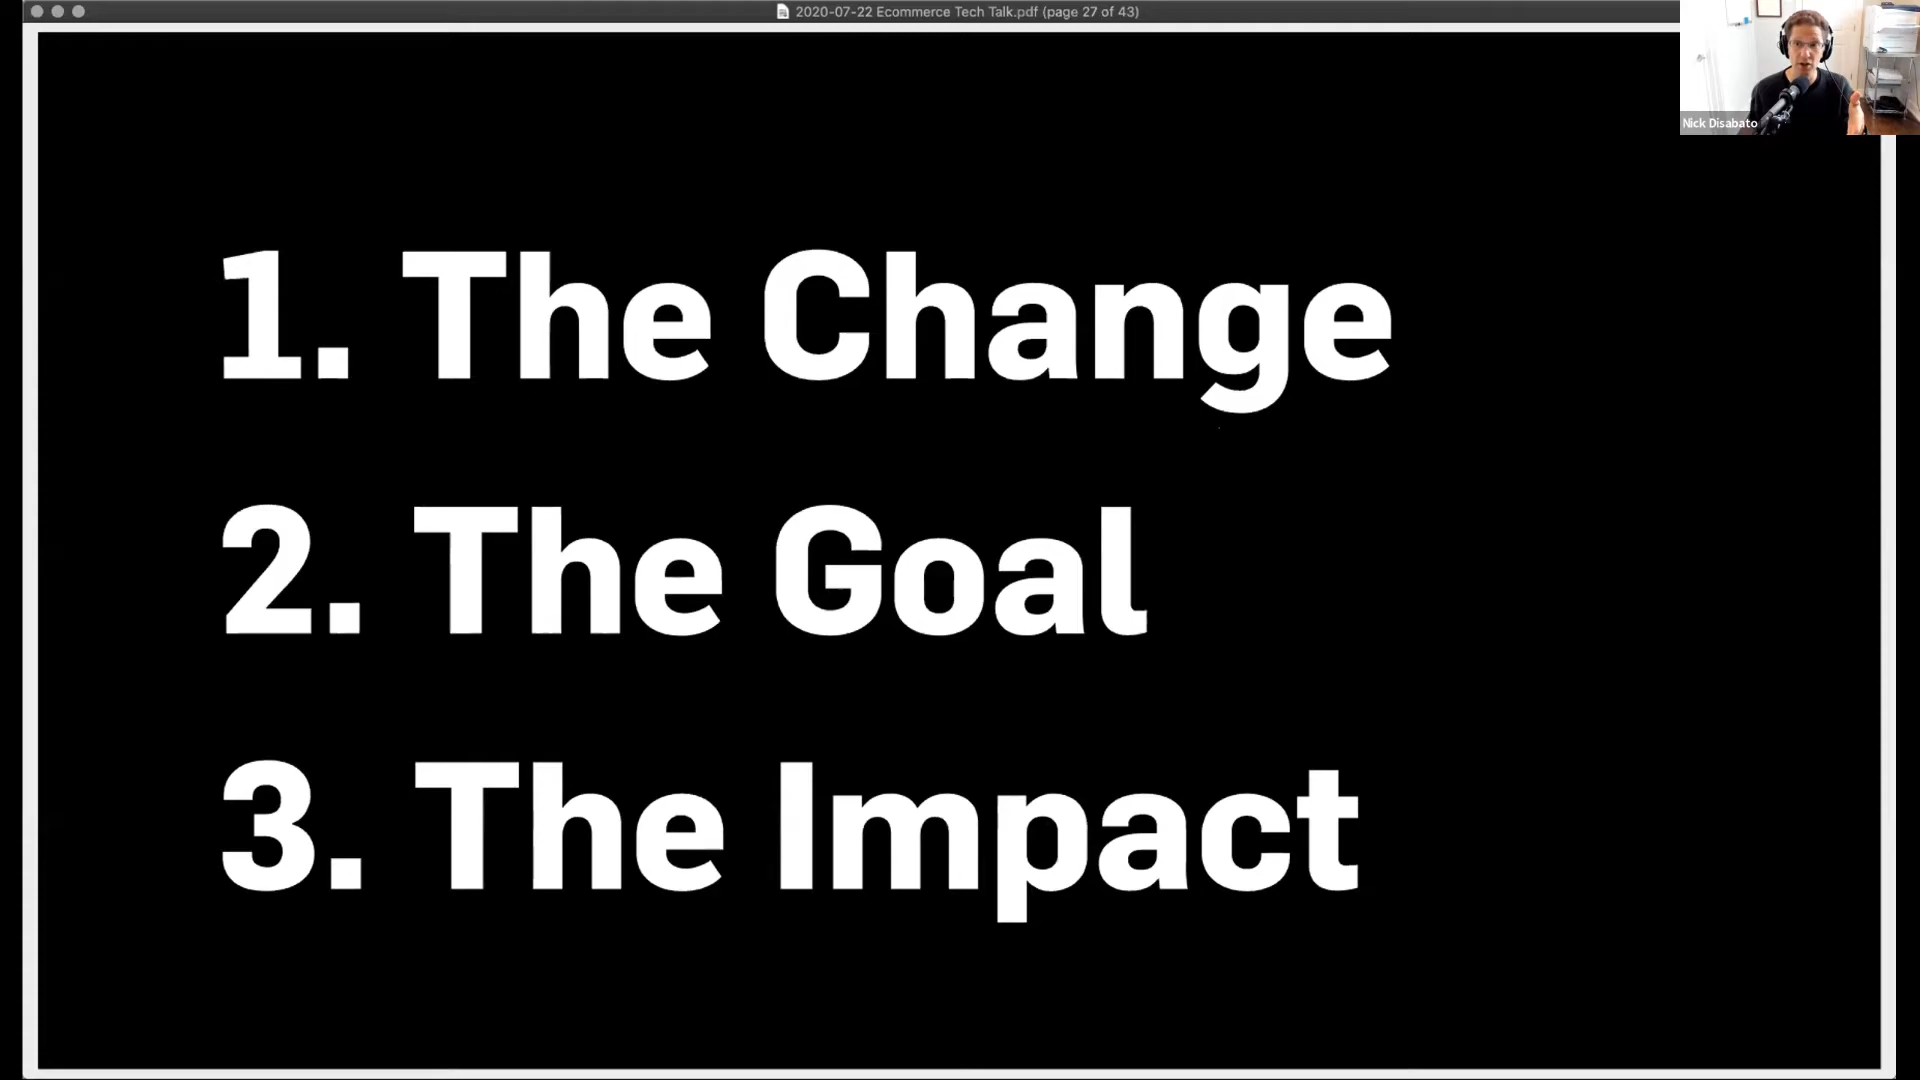 2020-07-22 Ecommerce Tech Talk.pdf (page 27 of 43)
Nick Disabato
1. The Change
2. The Goal
3. The Impact